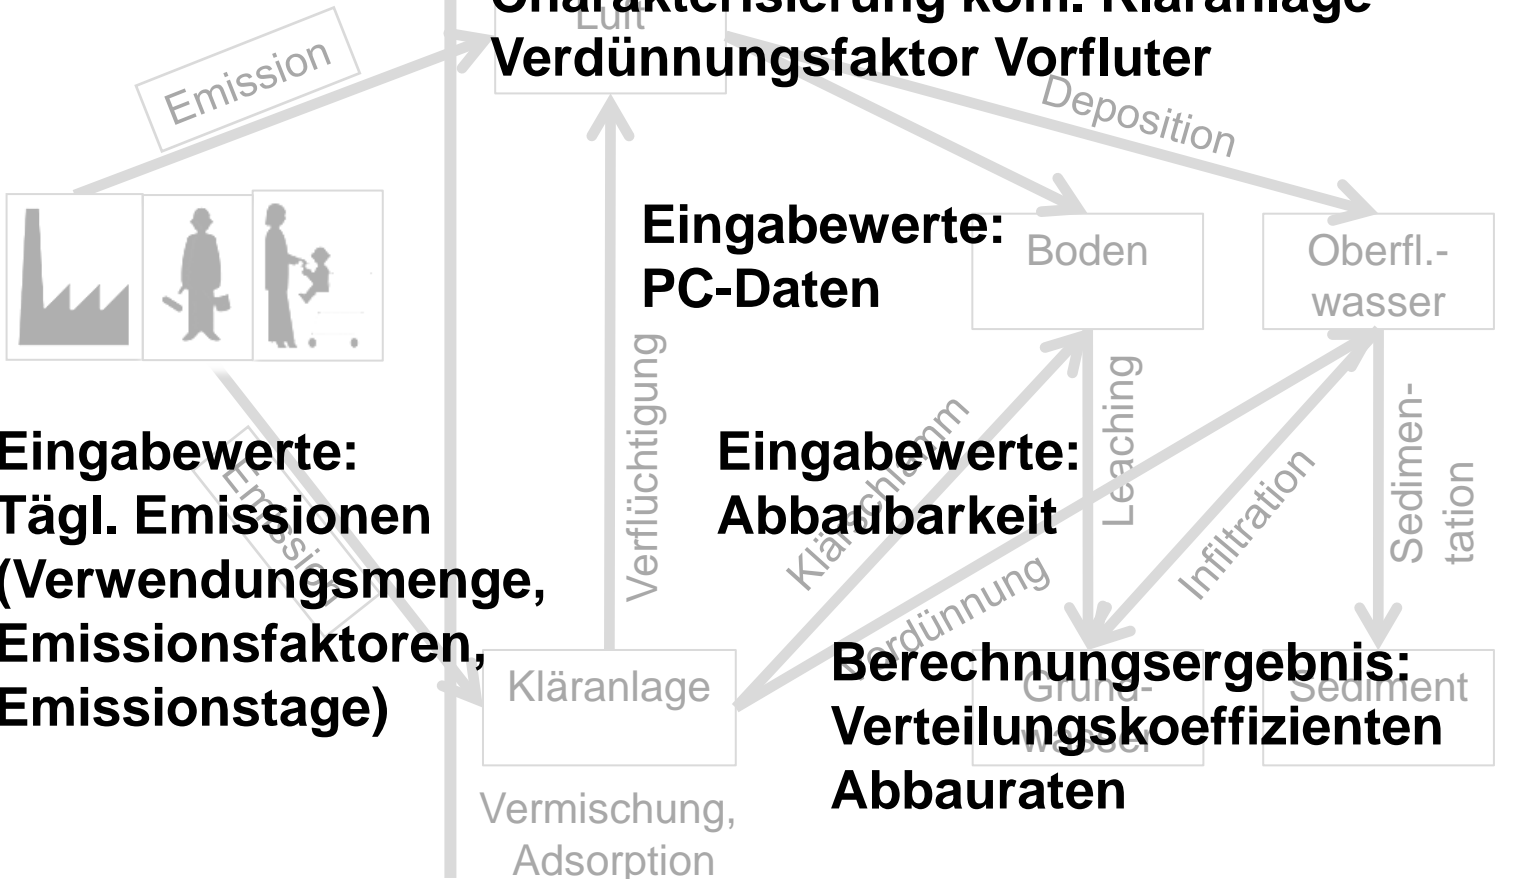 Charakterisierung kom. Kläranlage
Luft
Verdünnungsfaktor Vorfluter
Emission
Deposition
Eingabewerte:
PC-Daten
Boden
Oberfl.-
wasser
Verflüchtigung
Leaching
Klärschlamm
Infiltration
Sedimen-
tation
Verdünnung
Eingabewerte:
Tägl. Emissionen
(Verwendungsmenge,
Emissionsfaktoren,
Emissionstage)
Emission
Eingabewerte:
Abbaubarkeit
Kläranlage
Grund-
wasser
Sediment
Berechnungsergebnis:
Verteilungskoeffizienten
Abbauraten
Vermischung,
Adsorption